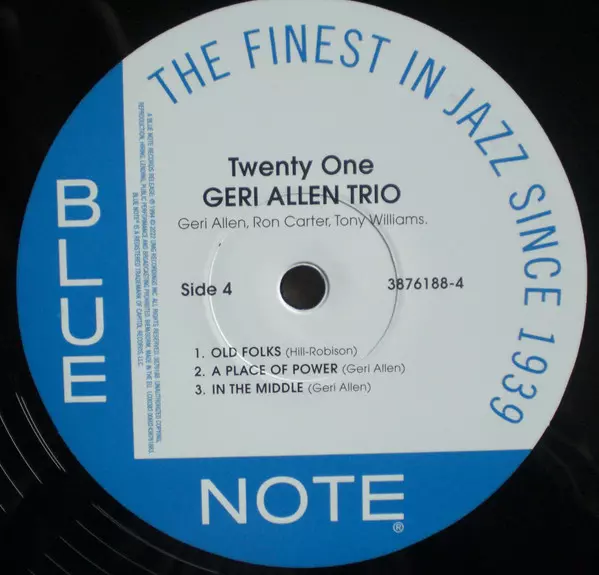 THE FINEST IN JAZZ SINCE 1939
Twenty One
GERI ALLEN TRIO
Geri Allen, Ron Carter, Tony Williams.
Side 4
3876188-4
1. OLD FOLKS (Hill-Robison)
2. A PLACE OF POWER (Geri Allen)
3. IN THE MIDDLE (Geri Allen)
BLUE
NOTE®